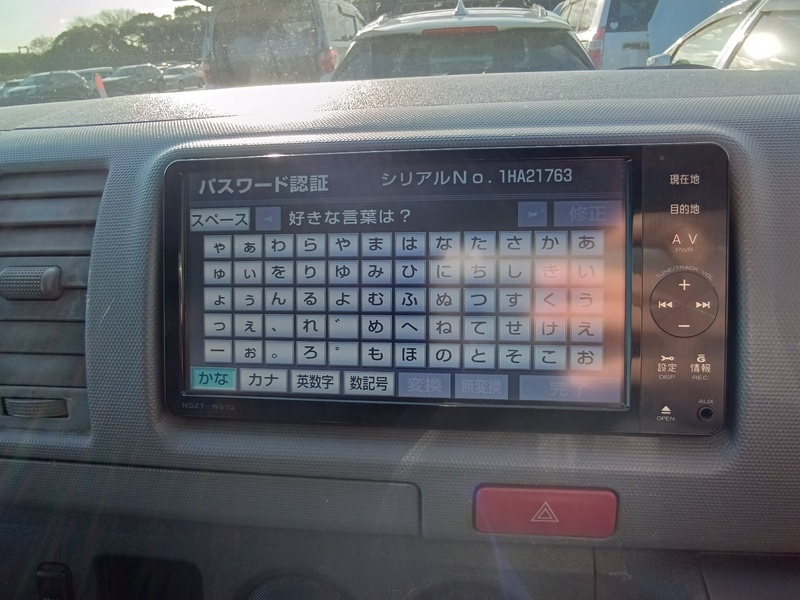 パスワード認証 シリアルNo. 1HA21763
スペース 好きな言葉は? 修正
ゃ ぁ わ ら や ま は な た さ か あ
ゅ ぃ を り ゆ み ひ に ち し き い
ょ ぅ ん る よ む ふ ぬ つ す く う
っ ぇ 、 れ ゛ め へ ね て せ け え
ー ぉ 。 ろ ゜ も ほ の と そ こ お
かな カナ 英数字 数記号 変換 無変換 完了
NSZT-W61G
現在地
目的地
AV
PWR
TUNE/TRACK VOL
+
−
設定 情報
DISP REC
AUX
OPEN